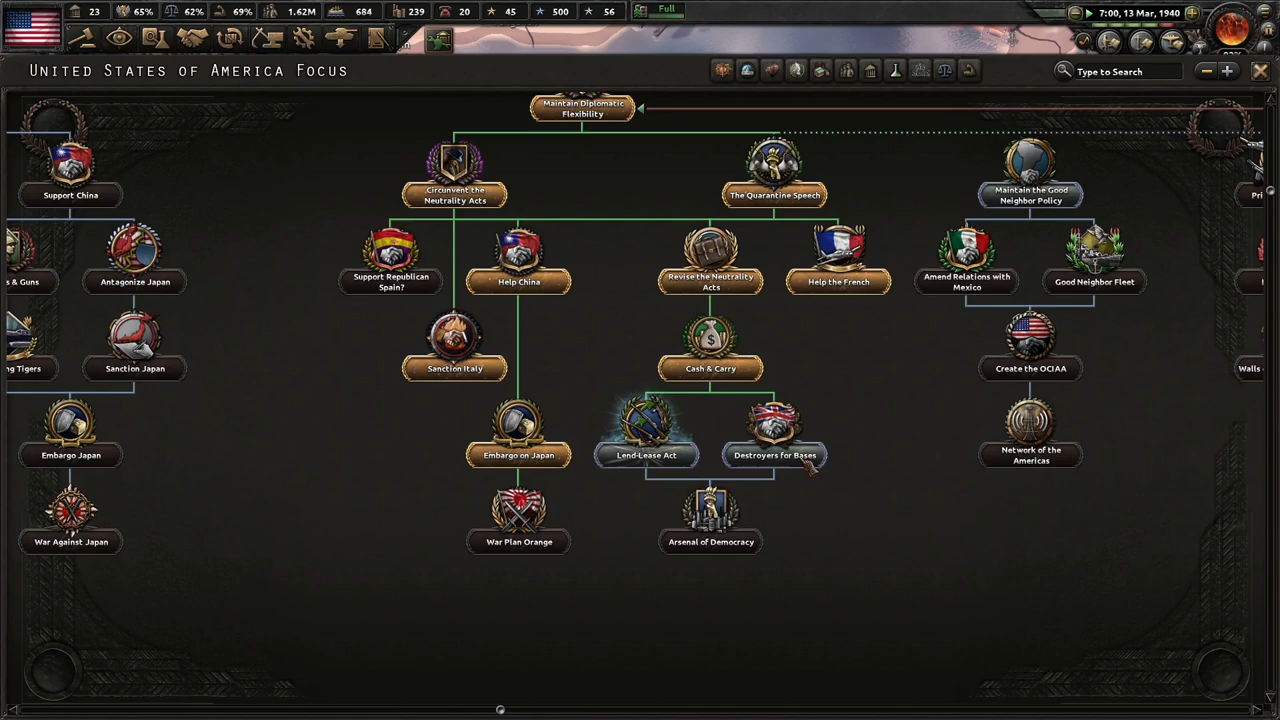 23 65% 62% 69% 1.62M 684 239 20 45 500 56 Full 7:00, 13 Mar, 1940
United States of America Focus
Type to Search
Maintain Diplomatic
Flexibility
Support China
Circunvent the
Neutrality Acts
The Quarantine Speech
Maintain the Good
Neighbor Policy
s & Guns
Antagonize Japan
Support Republican
Spain?
Help China
Revise the Neutrality
Acts
Help the French
Amend Relations with
Mexico
Good Neighbor Fleet
ng Tigers
Sanction Japan
Sanction Italy
Cash & Carry
Create the OCIAA
Walls
Embargo Japan
Embargo on Japan
Lend-Lease Act
Destroyers for Bases
Network of the
Americas
War Against Japan
War Plan Orange
Arsenal of Democracy